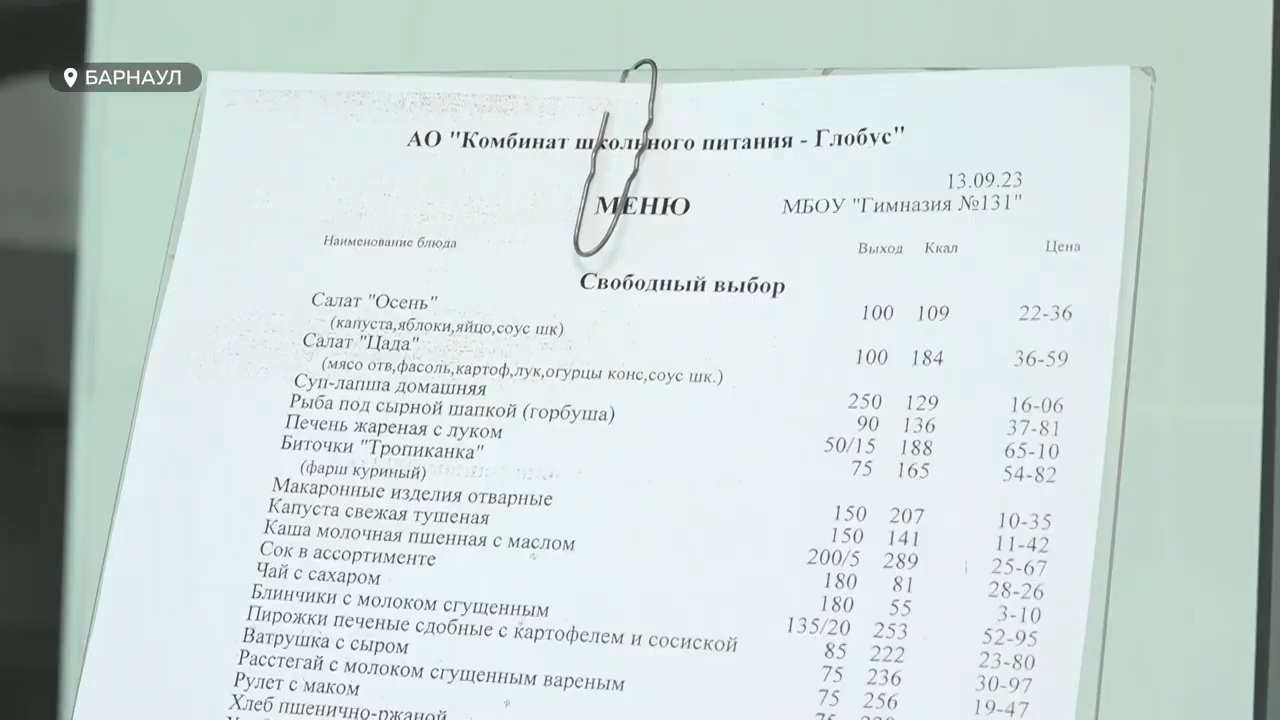 БАРНАУЛ
АО "Комбинат школьного питания - Глобус"
13.09.23
МЕНЮ МБОУ "Гимназия №131"
Наименование блюда Выход Ккал Цена
Свободный выбор
Салат "Осень" 100 109 22-36
(капуста,яблоки,яйцо,соус шк)
Салат "Цада" 100 184 36-59
(мясо отв,фасоль,картоф,лук,огурцы конс,соус шк.)
Суп-лапша домашняя 250 129 16-06
Рыба под сырной шапкой (горбуша) 90 136 37-81
Печень жареная с луком 50/15 188 65-10
Биточки "Тропиканка" 75 165 54-82
(фарш куриный)
Макаронные изделия отварные 150 207 10-35
Капуста свежая тушеная 150 141 11-42
Каша молочная пшенная с маслом 200/5 289 25-67
Сок в ассортименте 180 81 28-26
Чай с сахаром 180 55 3-10
Блинчики с молоком сгущенным 135/20 253 52-95
Пирожки печеные сдобные с картофелем и сосиской 85 222 23-80
Ватрушка с сыром 75 236 30-97
Расстегай с молоком сгущенным вареным 75 256 19-47
Рулет с маком
Хлеб пшенично-ржаной